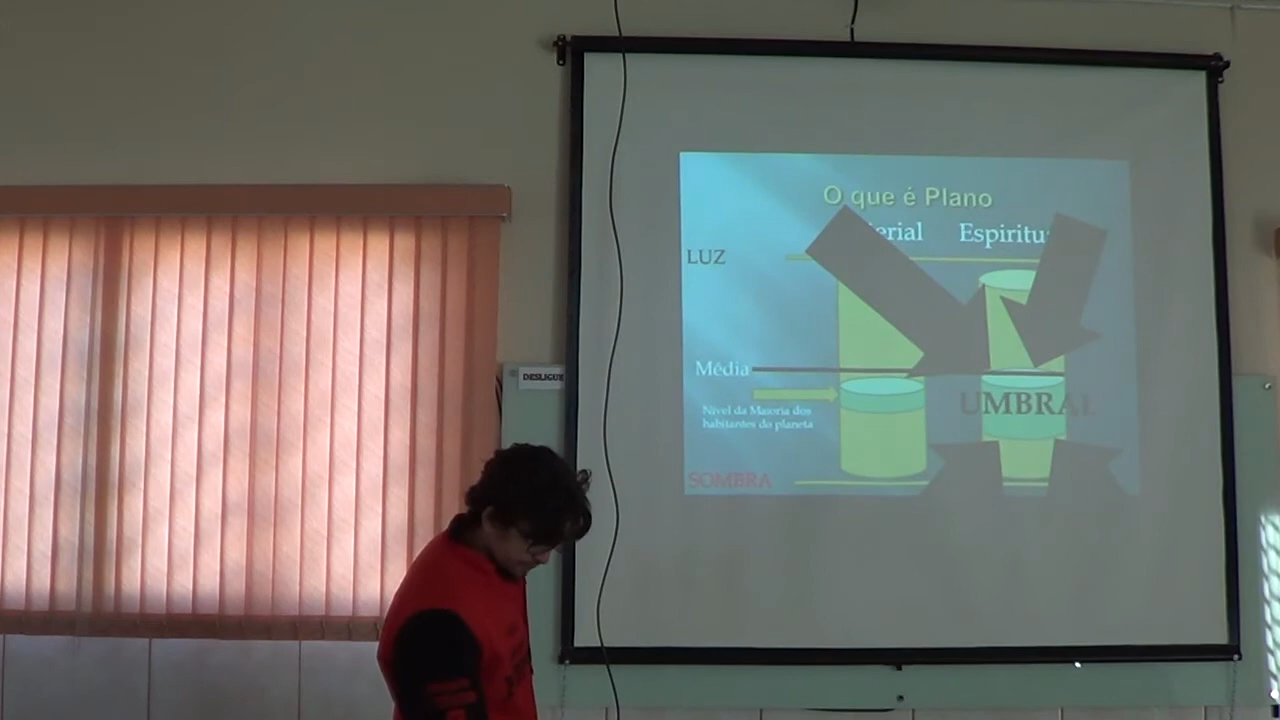 O que é Plano
Espiritu
LUZ
Média
DESLIGUE
UMBRAL
Nível da Maioria dos
habitantes do planeta
SOMBRA